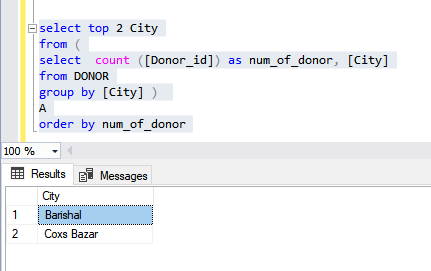 select top 2 City
from (
select count ([Donor_id]) as num_of_donor, [City]
from DONOR
group by [City] )
A
order by num_of_donor
100 %
Results Messages
City
1 Barishal
2 Coxs Bazar